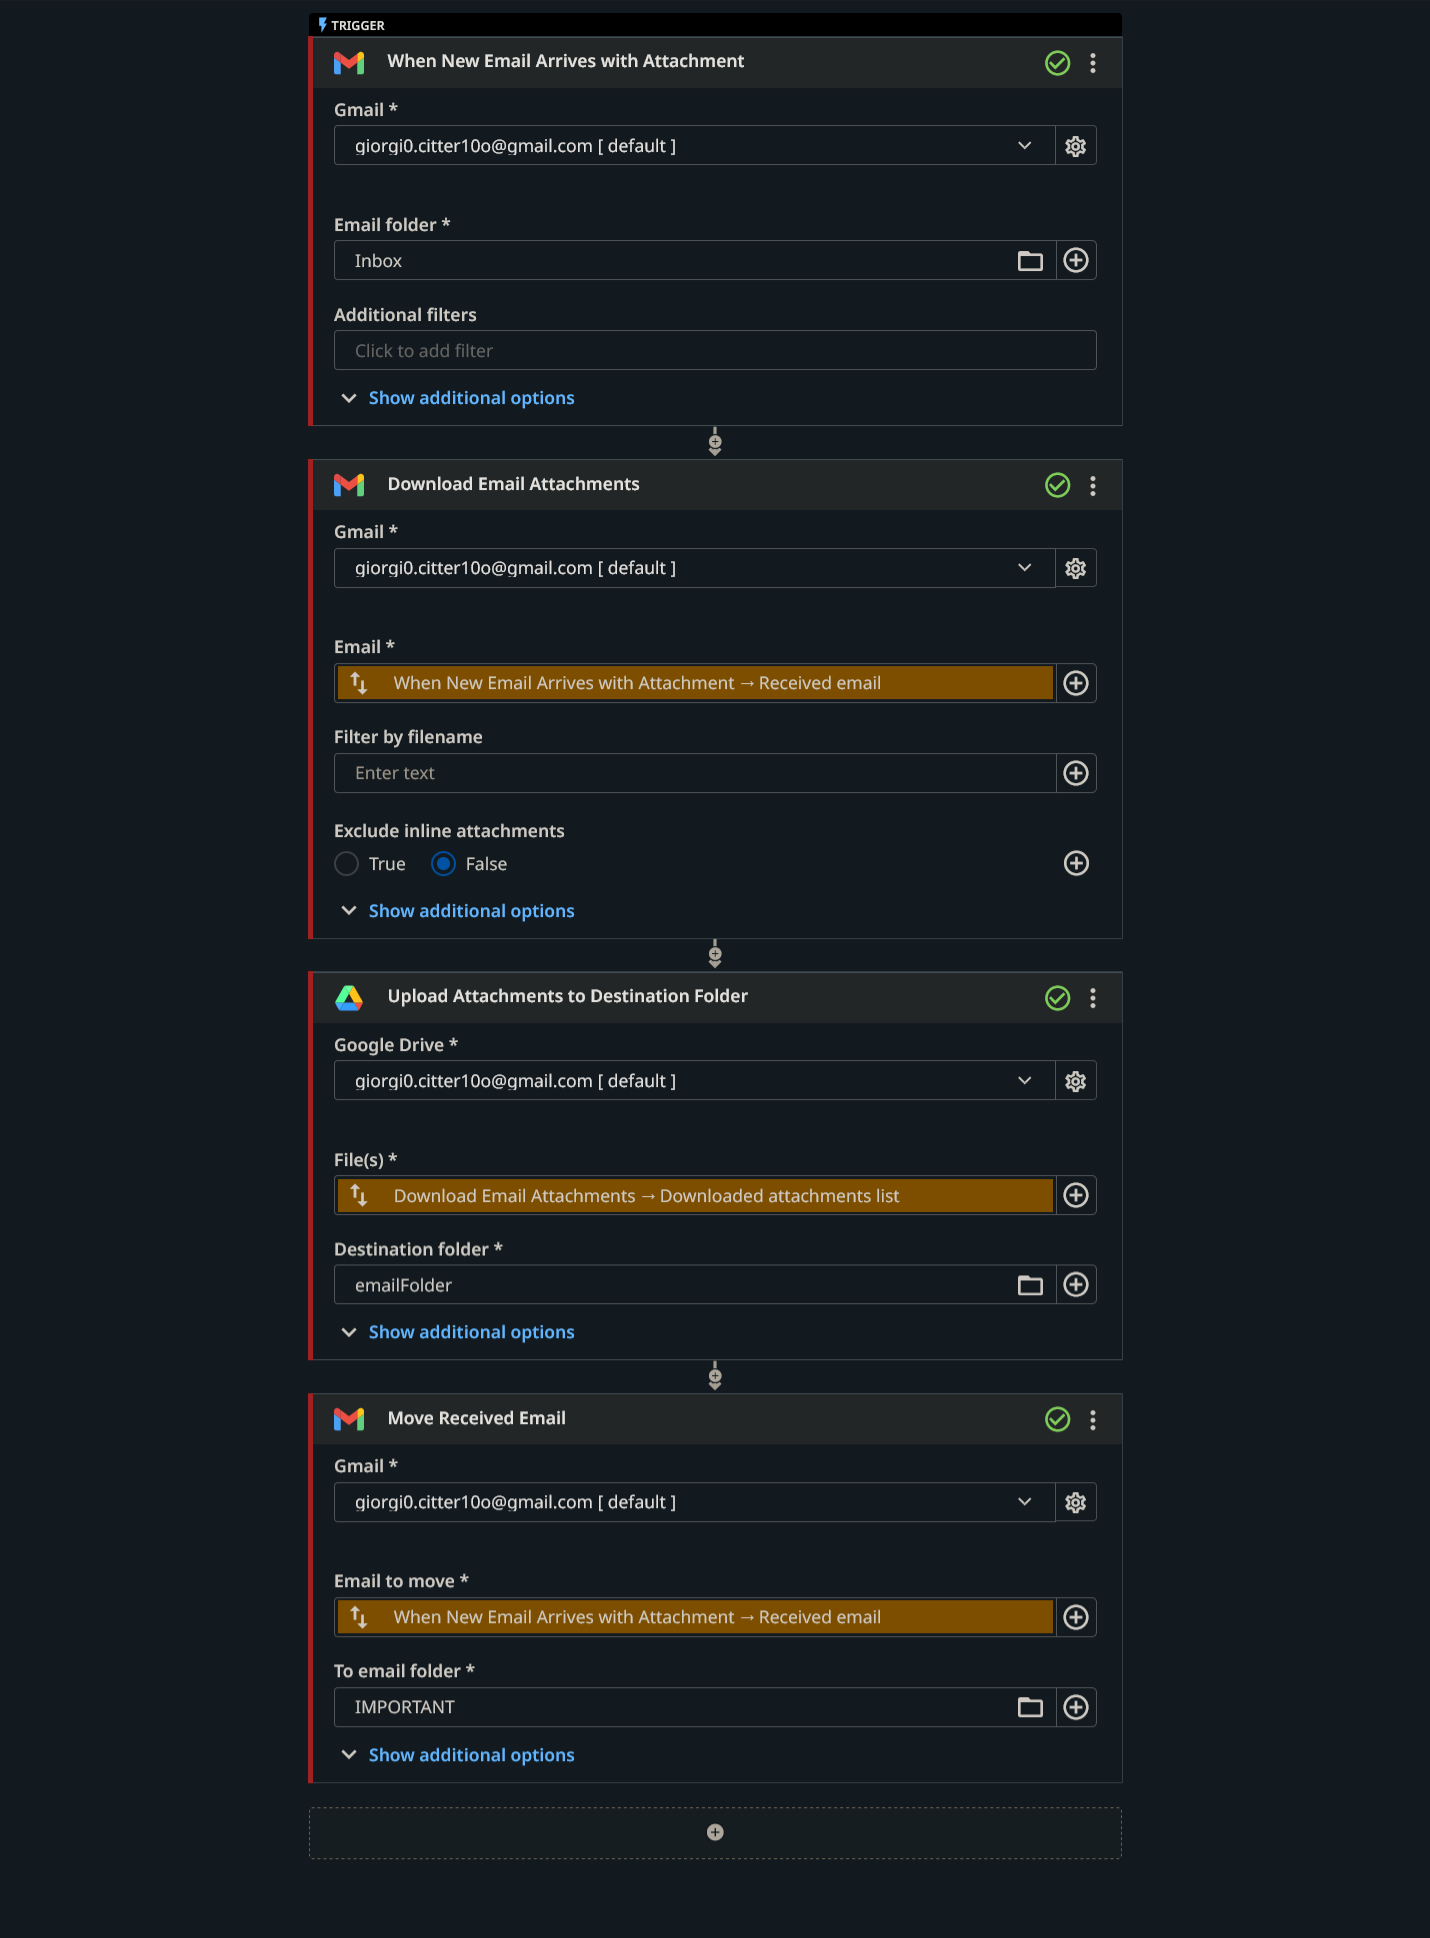 TRIGGER
When New Email Arrives with Attachment
Gmail *
giorgi0.citter10o@gmail.com [ default ]
Email folder *
Inbox
Additional filters
Click to add filter
Show additional options
Download Email Attachments
Gmail *
giorgi0.citter10o@gmail.com [ default ]
Email *
When New Email Arrives with Attachment → Received email
Filter by filename
Enter text
Exclude inline attachments
True False
Show additional options
Upload Attachments to Destination Folder
Google Drive *
giorgi0.citter10o@gmail.com [ default ]
File(s) *
Download Email Attachments → Downloaded attachments list
Destination folder *
emailFolder
Show additional options
Move Received Email
Gmail *
giorgi0.citter10o@gmail.com [ default ]
Email to move *
When New Email Arrives with Attachment → Received email
To email folder *
IMPORTANT
Show additional options